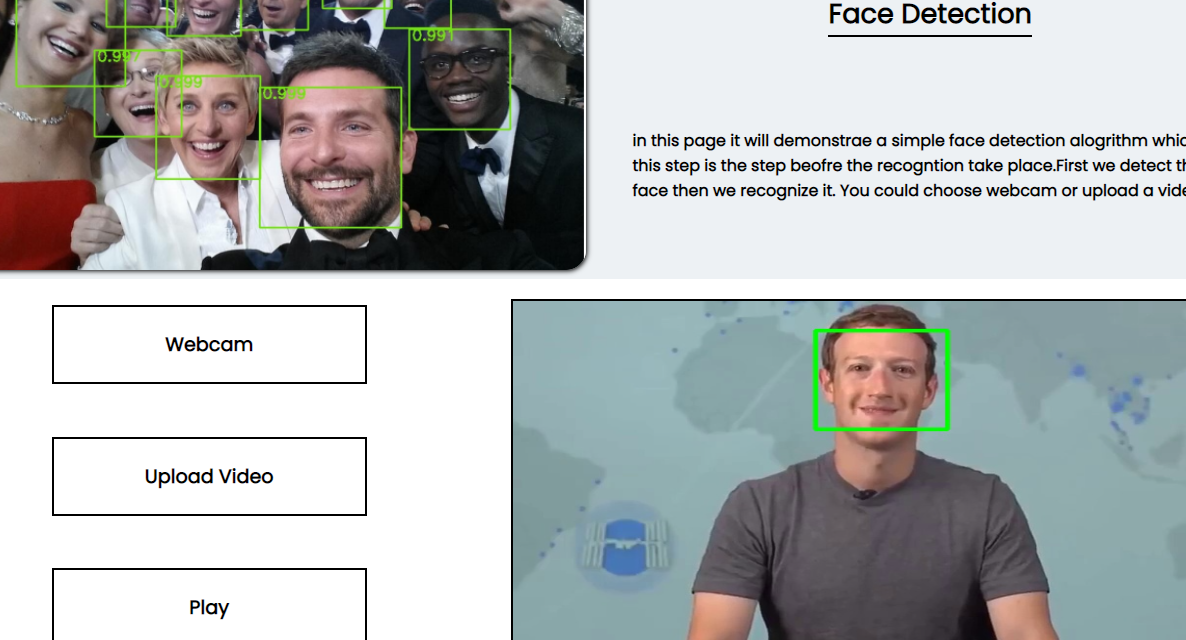 0.991
0.997
0.999
0.999
Face Detection
in this page it will demonstrae a simple face detection alogrithm whic
this step is the step beofre the recogntion take place.First we detect th
face then we recognize it. You could choose webcam or upload a vide
Webcam
Upload Video
Play